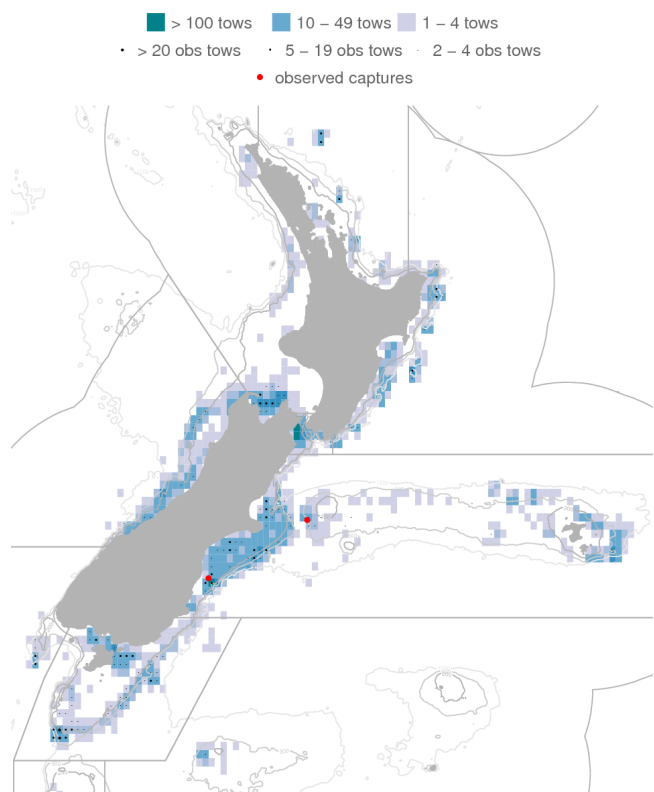 > 100 tows 10 − 49 tows 1 − 4 tows
> 20 obs tows 5 − 19 obs tows 2 − 4 obs tows
observed captures